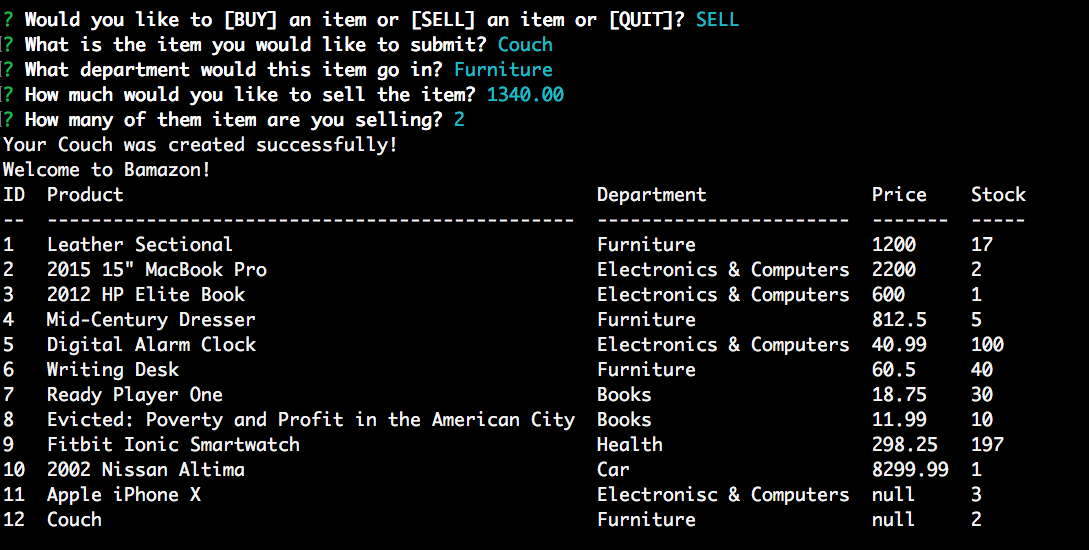 ? Would you like to [BUY] an item or [SELL] an item or [QUIT]? SELL
? What is the item you would like to submit? Couch
? What department would this item go in? Furniture
? How much would you like to sell the item? 1340.00
? How many of them item are you selling? 2
Your Couch was created successfully!
Welcome to Bamazon!
ID  Product                                           Department               Price    Stock
--  ------------------------------------------------  -----------------------  -------  -----
1   Leather Sectional                                 Furniture                1200     17
2   2015 15" MacBook Pro                              Electronics & Computers  2200     2
3   2012 HP Elite Book                                Electronics & Computers  600      1
4   Mid-Century Dresser                               Furniture                812.5    5
5   Digital Alarm Clock                               Electronics & Computers  40.99    100
6   Writing Desk                                      Furniture                60.5     40
7   Ready Player One                                  Books                    18.75    30
8   Evicted: Poverty and Profit in the American City  Books                    11.99    10
9   Fitbit Ionic Smartwatch                           Health                   298.25   197
10  2002 Nissan Altima                                Car                      8299.99  1
11  Apple iPhone X                                    Electronisc & Computers  null     3
12  Couch                                             Furniture                null     2